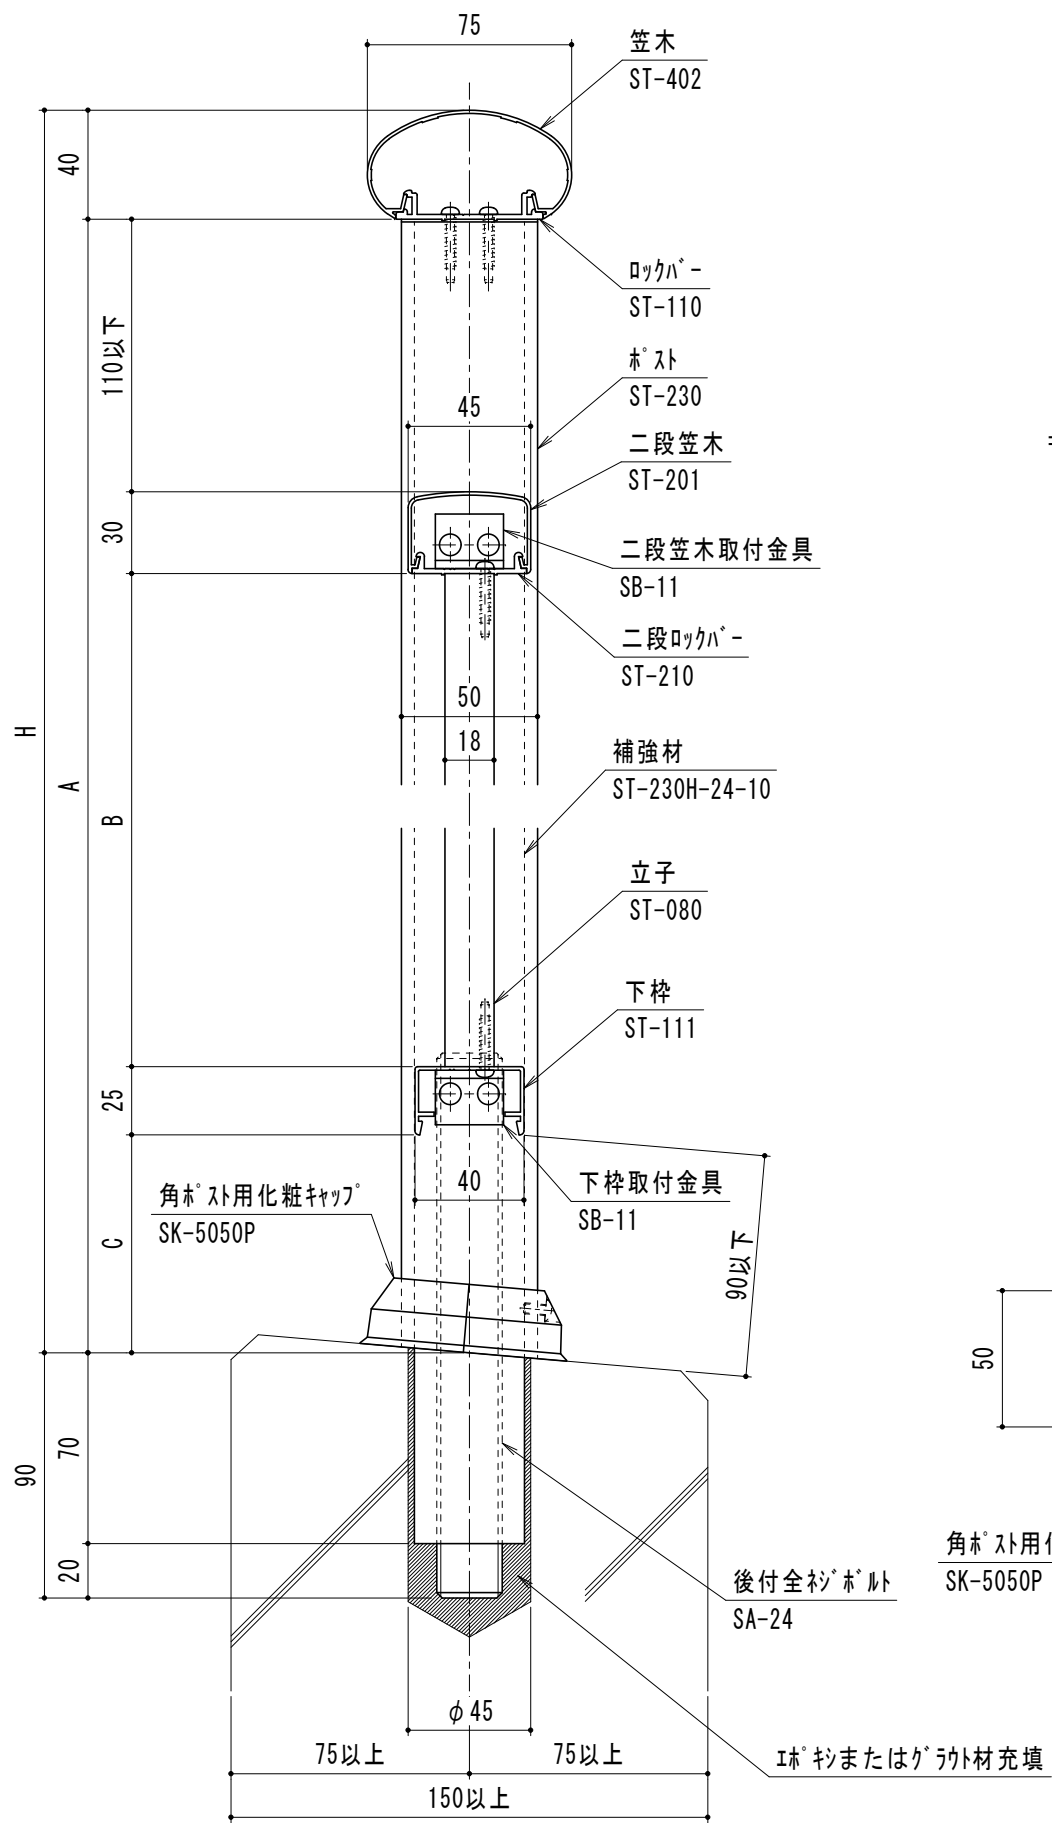 75
笠木
ST-402
40
ロックバー
ST-110
110以下
ポスト
ST-230
45
二段笠木
ST-201
30
二段笠木取付金具
SB-11
二段ロックバー
ST-210
50
18
H
A
B
補強材
ST-230H-24-10
立子
ST-080
下枠
ST-111
25
40
下枠取付金具
SB-11
角ポスト用化粧キャップ
SK-5050P
C
90以下
50
70
90
20
角ポスト用
SK-5050P
後付全ネジボルト
SA-24
φ45
75以上
75以上
エポキシまたはグラウト材充填
150以上